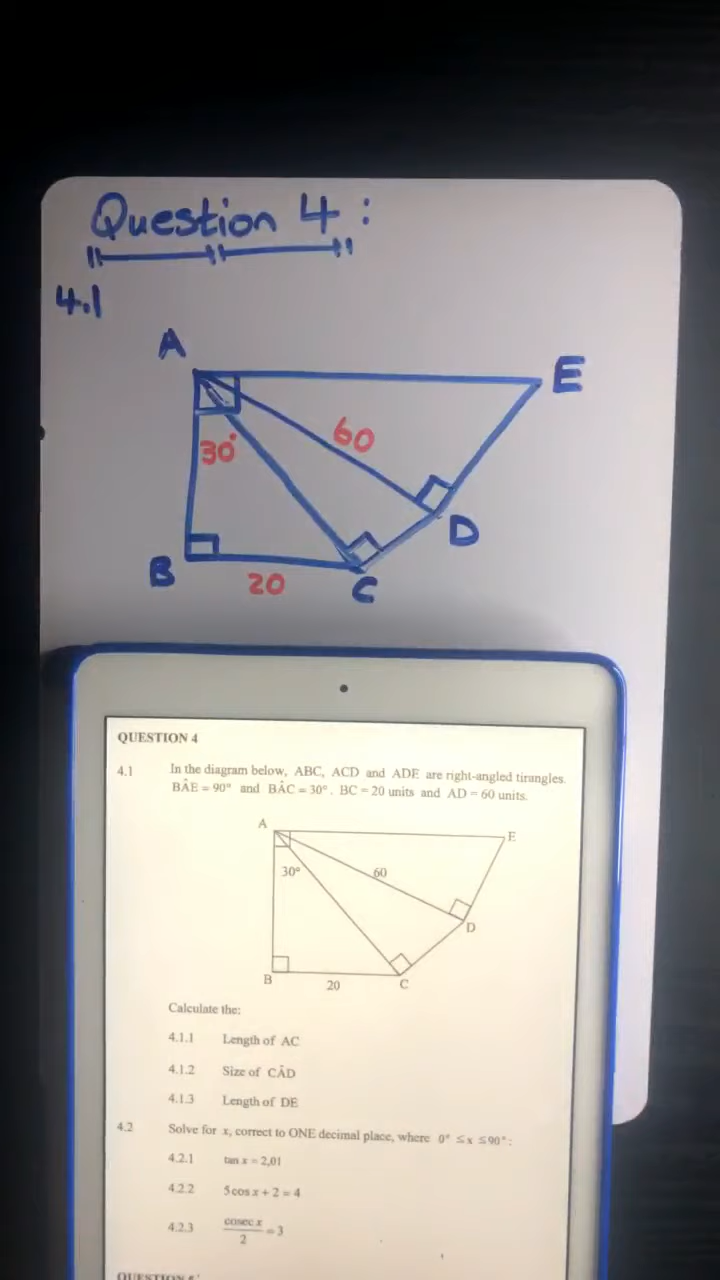 Question 4:
4.1
A
E
60
30°
D
B
20
C
QUESTION 4
4.1 In the diagram below, ABC, ACD and ADE are right-angled tirangles.
BÂE = 90° and BÂC = 30°. BC = 20 units and AD = 60 units.
A
E
30°
60
D
B
20
C
Calculate the:
4.1.1 Length of AC
4.1.2 Size of CÂD
4.1.3 Length of DE
4.2 Solve for x, correct to ONE decimal place, where 0° ≤ x ≤ 90°:
4.2.1 tan x = 2,01
4.2.2 5 cos x + 2 = 4
4.2.3 cosec x / 2 = 3